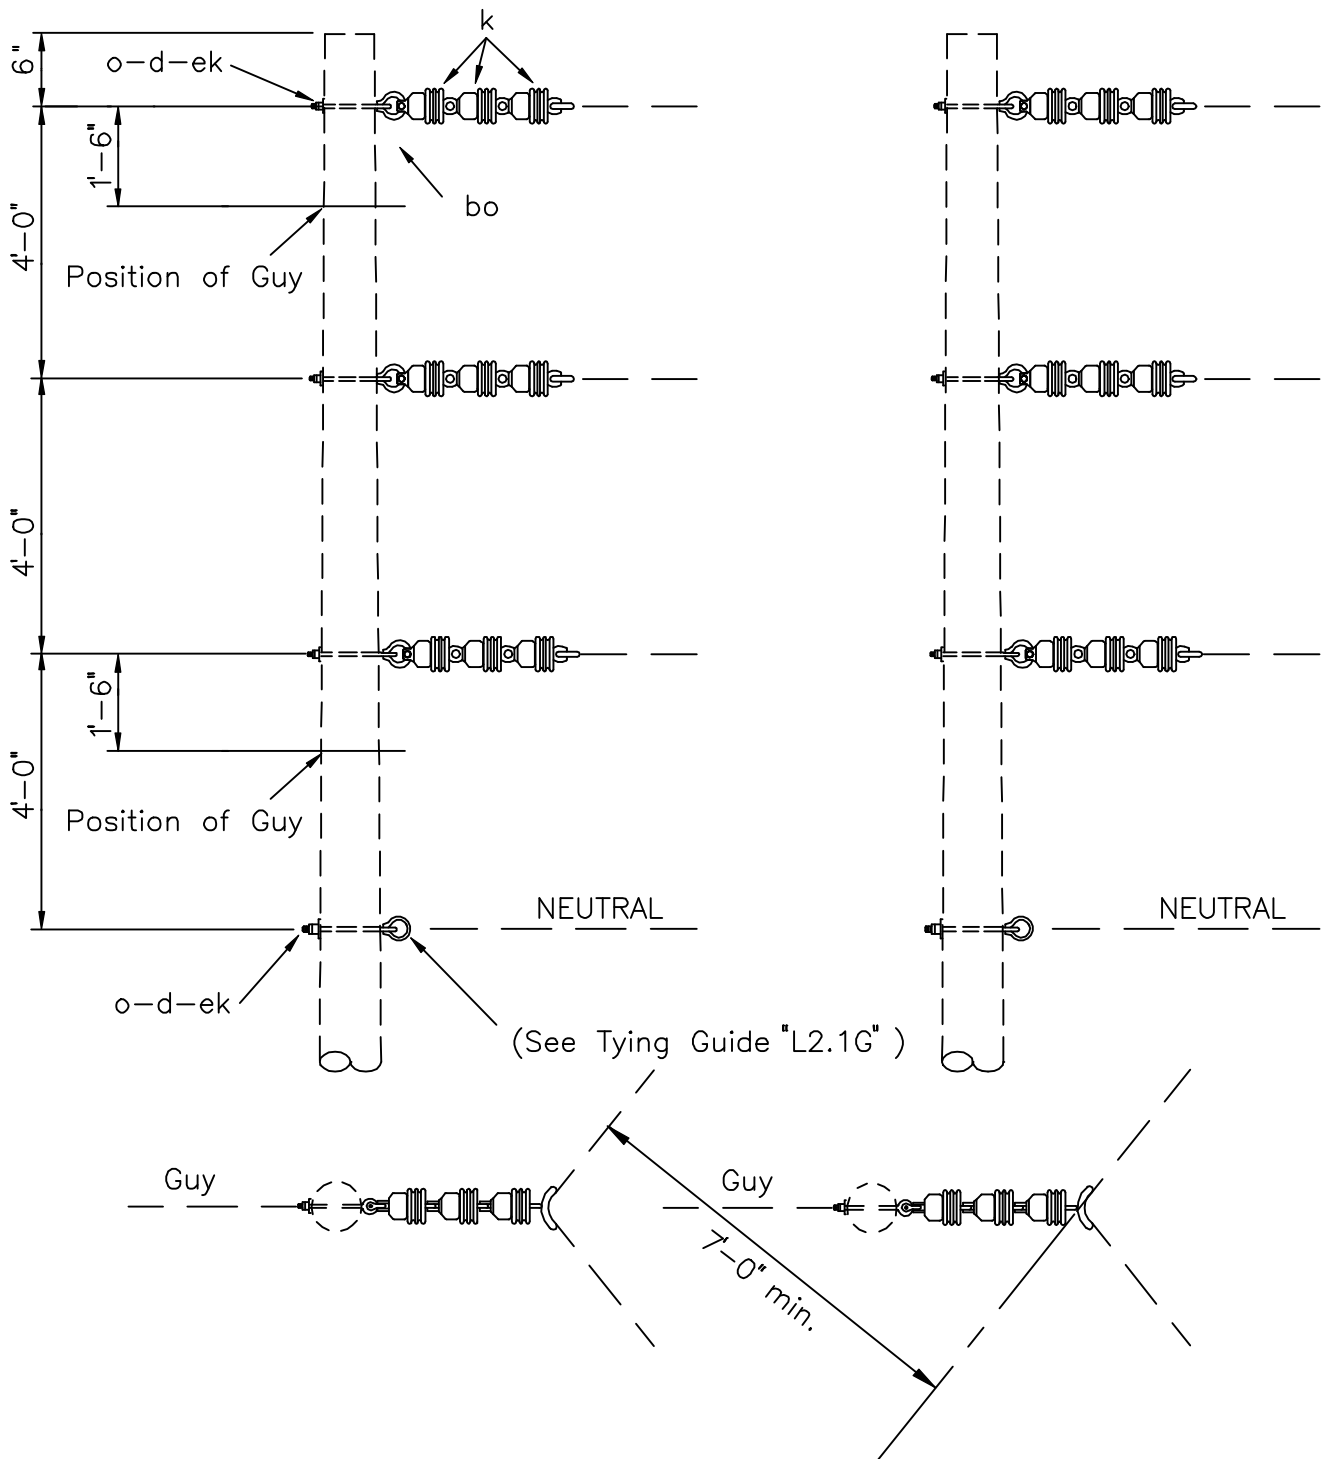 k
6"
o-d-ek
1'-6"
4'-0"
bo
Position of Guy
4'-0"
1'-6"
4'-0"
Position of Guy
NEUTRAL
NEUTRAL
o-d-ek
(See Tying Guide "L2.1G" )
Guy
Guy
7'-0" min.